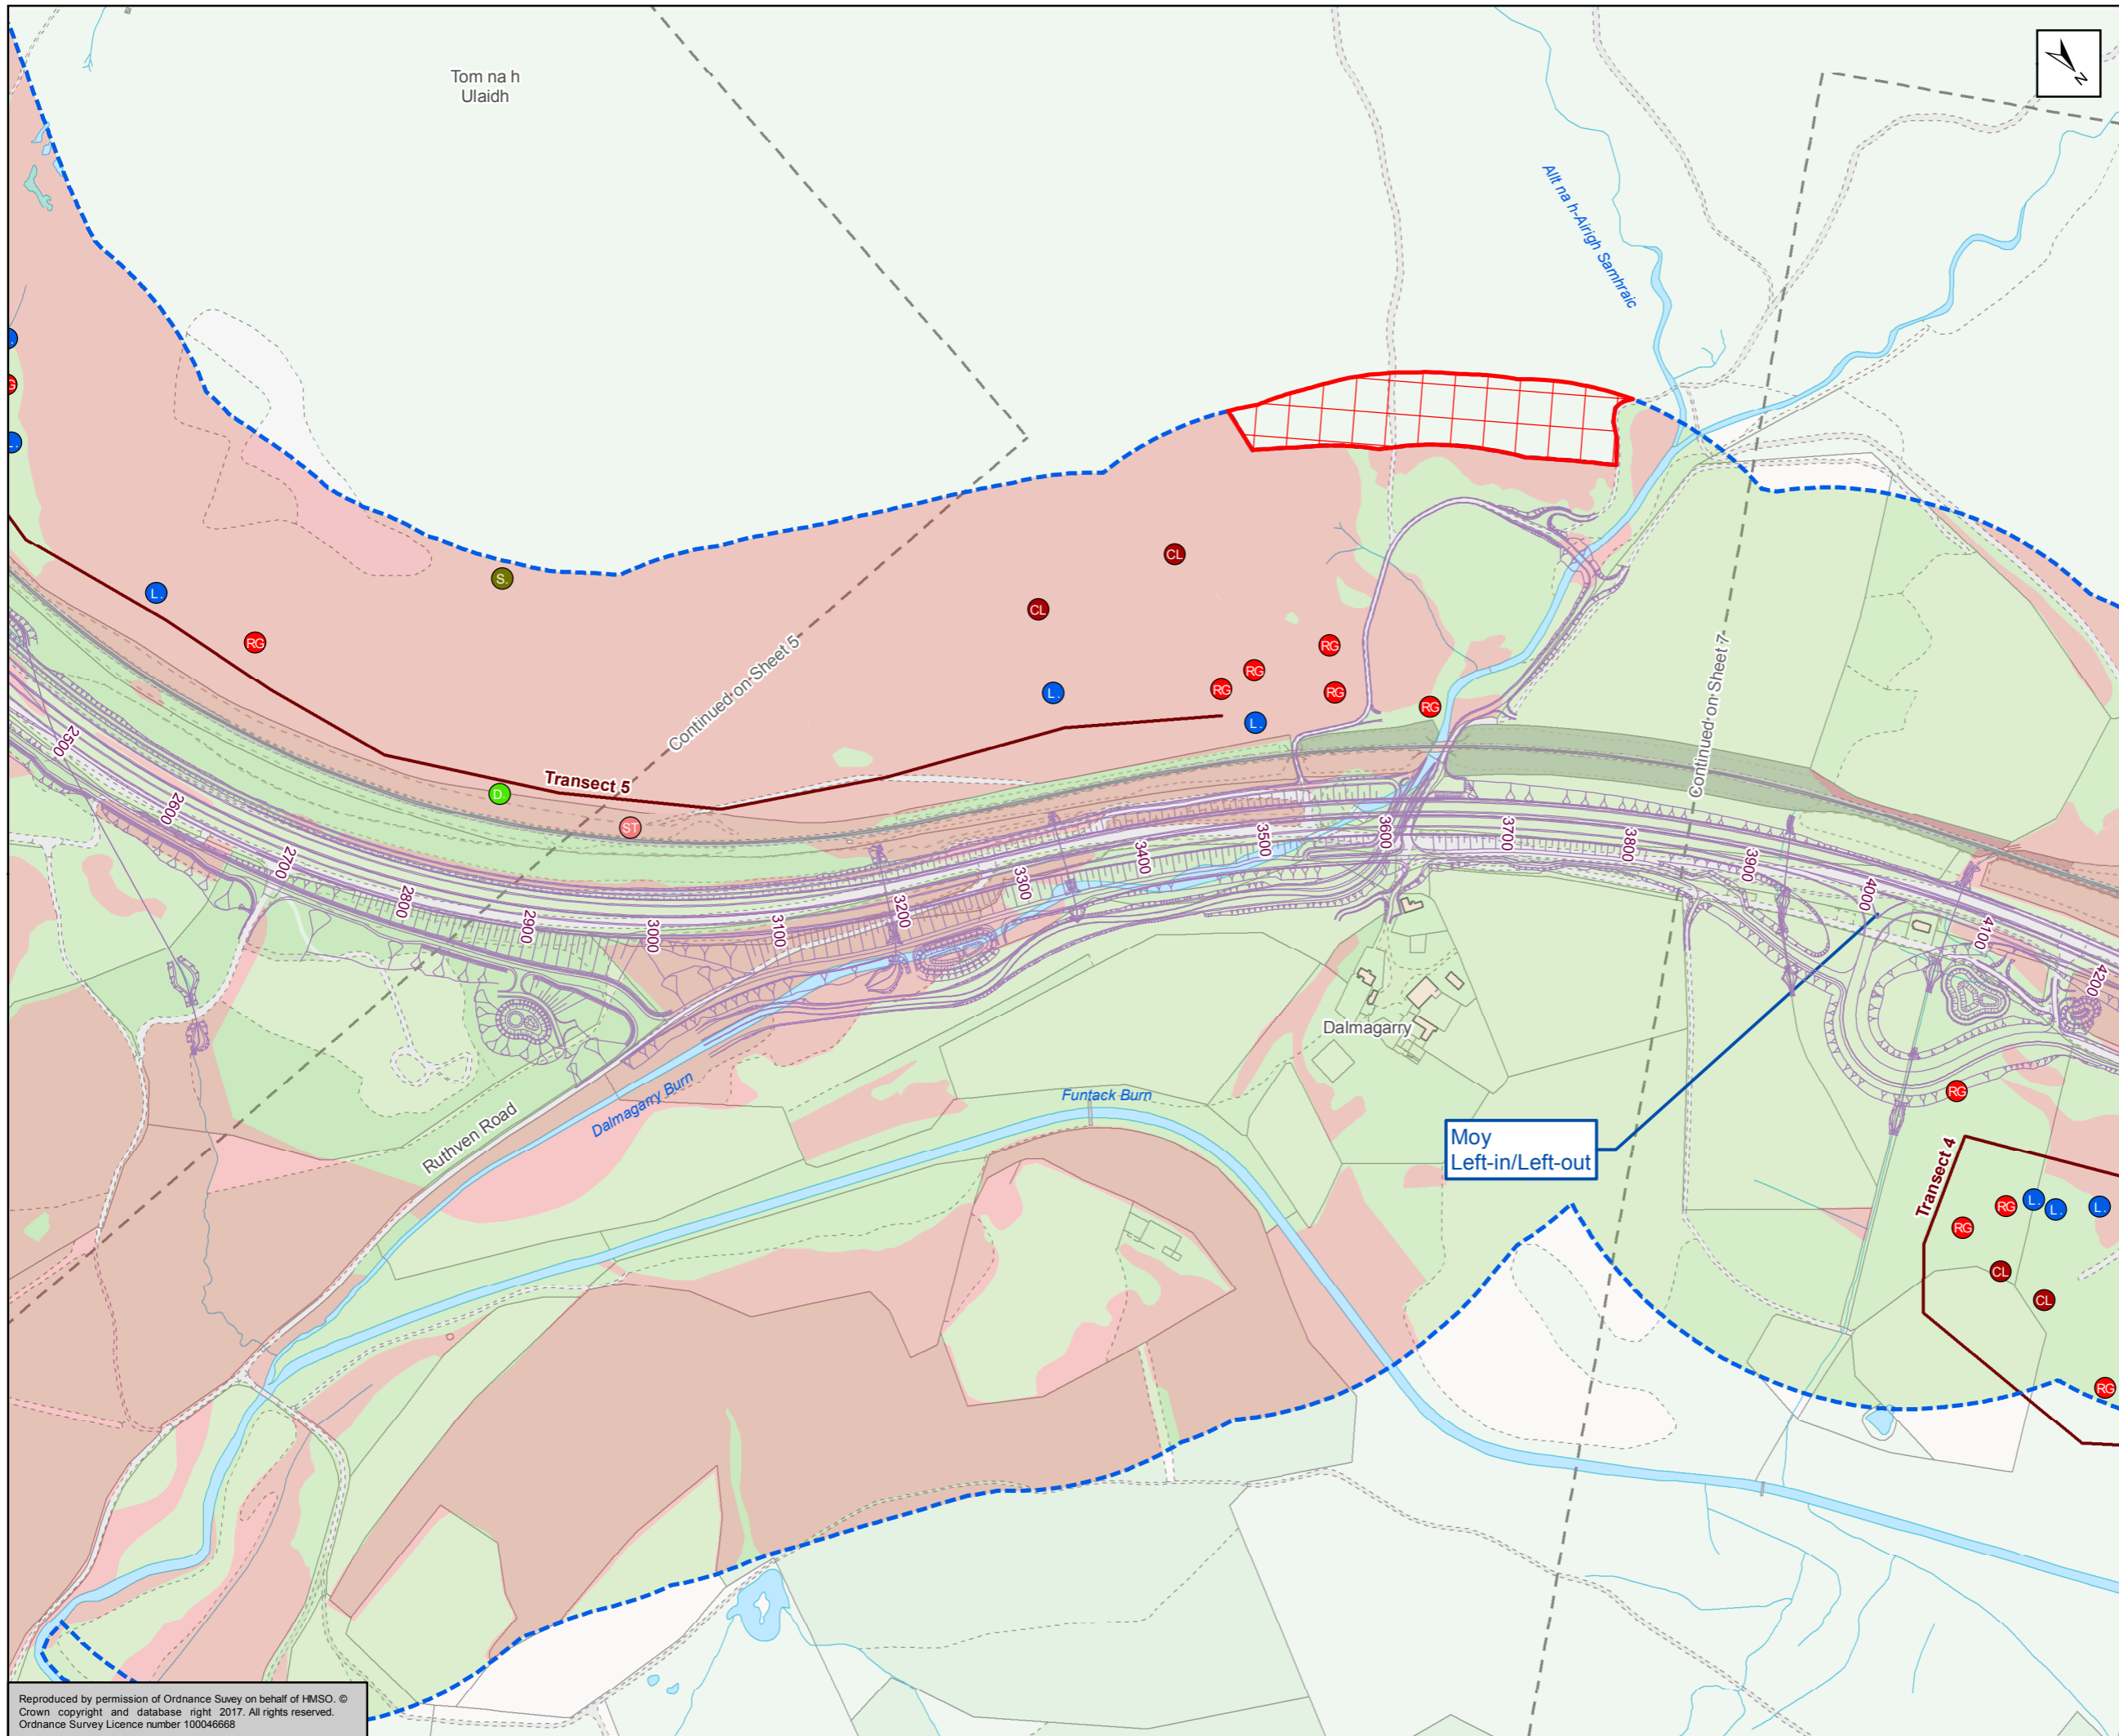 Tom na h
Ulaidh
N
Allt na h-Airigh Samhraic
L.
G
L.
S.
CL
L.
CL
RG
RG
RG
RG
L.
RG
RG
L.
RG
Continued on Sheet 5
Continued on Sheet 7
Transect 5
D.
ST
2500
2600
2700
2800
2900
3000
3100
3200
3300
3400
3500
3600
3700
3800
3900
4000
4100
4200
Dalmagarry
Ruthven Road
Dalmagarry Burn
Funtack Burn
Moy
Left-in/Left-out
RG
Transect 4
RG
L.
L.
L.
RG
CL
CL
RG
Reproduced by permission of Ordnance Suvey on behalf of HMSO. ©
Crown copyright and database right 2017. All rights reserved.
Ordnance Survey Licence number 100046668